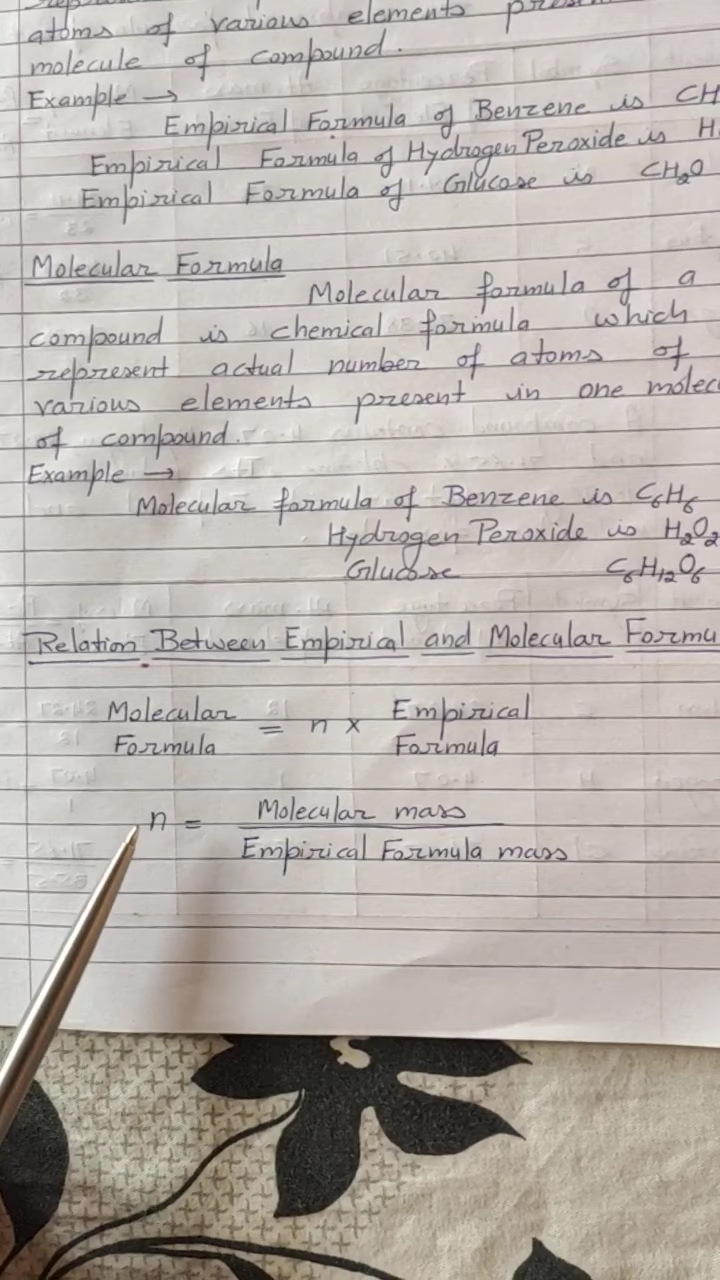 atoms of various elements
molecule of compound.
Example →
Empirical Formula of Benzene is CH
Empirical Formula of Hydrogen Peroxide is H
Empirical Formula of Glucose is CH₂O
Molecular Formula
Molecular formula of a
compound is chemical formula which
represent actual number of atoms of
various elements present in one molec
of compound.
Example →
Molecular formula of Benzene is C₆H₆
Hydrogen Peroxide is H₂O₂
Glucose C₆H₁₂O₆
Relation Between Empirical and Molecular Formu
Molecular Formula = n × Empirical Formula
n = Molecular mass
Empirical Formula mass